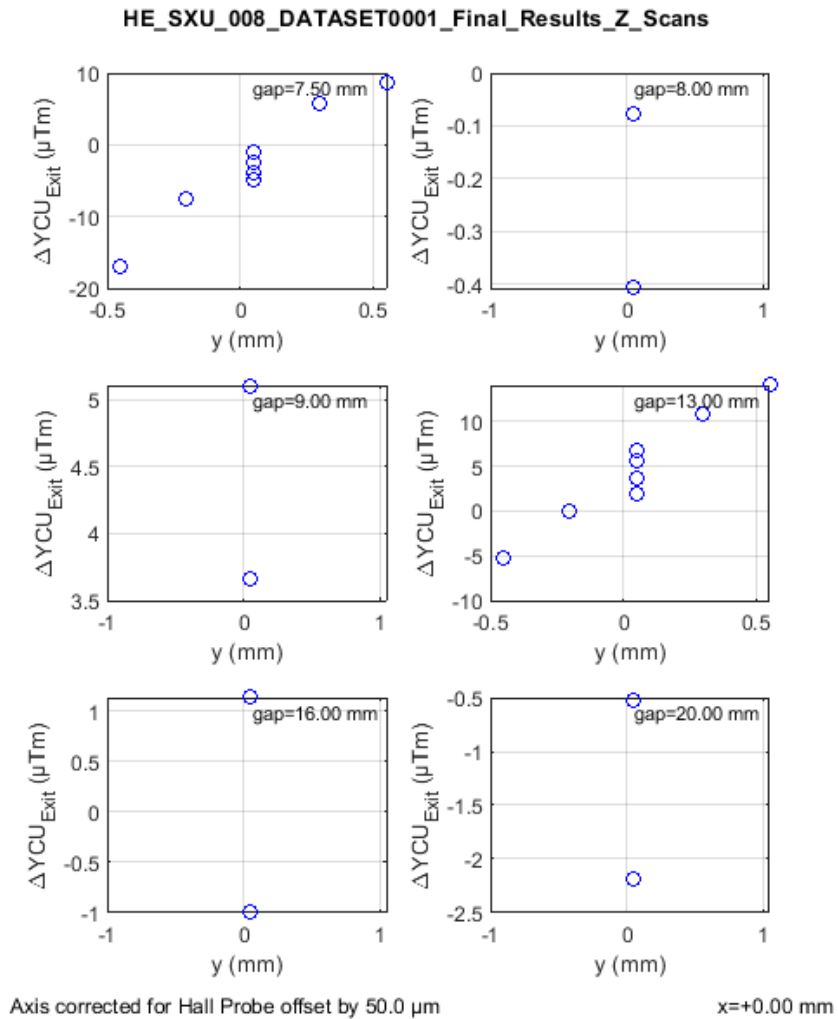 HE_SXU_008_DATASET0001_Final_Results_Z_Scans
gap=7.50 mm
10
0
-10
-20
ΔYCU_Exit (µTm)
-0.5 0 0.5
y (mm)
gap=8.00 mm
0
-0.1
-0.2
-0.3
-0.4
ΔYCU_Exit (µTm)
-1 0 1
y (mm)
gap=9.00 mm
5
4.5
4
3.5
ΔYCU_Exit (µTm)
-1 0 1
y (mm)
gap=13.00 mm
10
5
0
-5
-10
ΔYCU_Exit (µTm)
-0.5 0 0.5
y (mm)
gap=16.00 mm
1
0.5
0
-0.5
-1
ΔYCU_Exit (µTm)
-1 0 1
y (mm)
gap=20.00 mm
-0.5
-1
-1.5
-2
-2.5
ΔYCU_Exit (µTm)
-1 0 1
y (mm)
Axis corrected for Hall Probe offset by 50.0 µm
x=+0.00 mm